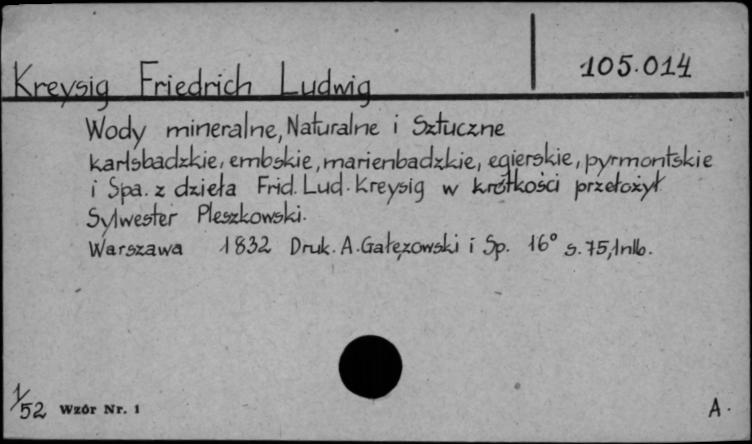 105.014
Kreysig Friedrich Ludwig
Wody mineralne, Naturalne i Sztuczne
karlsbadzkie, embskie, marienbadzkie, egierskie, pyrmontskie
i Spa. z dzieła Frid. Lud. Kreysig w krótkości przełożył
Sylwester Pleszkowski.
Warszawa 1832 Druk. A. Gałęzowski i Sp. 16° s. 75, 1nlb.
1/52 Wzór Nr. 1
A.